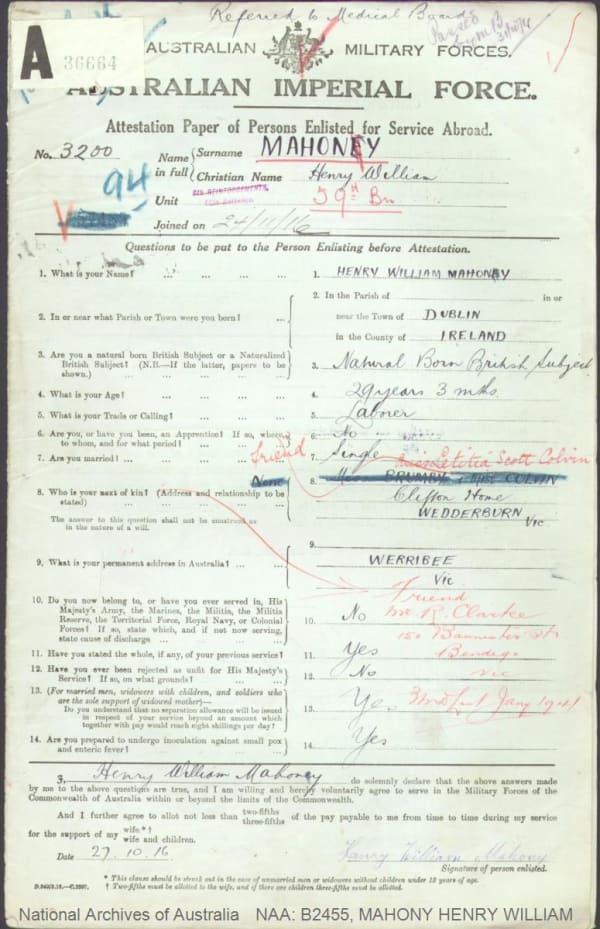 Referred to Medical Board
A
36664
AUSTRALIAN MILITARY FORCES.
AUSTRALIAN IMPERIAL FORCE.
Attestation Paper of Persons Enlisted for Service Abroad.
No. 3200 Name in full Surname MAHONEY
Christian Name Henry William
94
Unit 59th Bn
Joined on 24/11/16
Questions to be put to the Person Enlisting before Attestation.
1. What is your Name? ... ... ... ... 1. HENRY WILLIAM MAHONEY
2. In or near what Parish or Town were you born? ... 2. In the Parish of in or
near the Town of DUBLIN
in the County of IRELAND
3. Are you a natural born British Subject or a Naturalized British Subject? (N.B.—If the latter, papers to be shown.) ... 3. Natural Born British Subject
4. What is your Age? ... 4. 29 years 3 mths
5. What is your Trade or Calling? ... 5. Laborer
6. Are you, or have you been, an Apprentice? If so, where, to whom, and for what period? 6. No
7. Are you married? ... 7. Single
Friend Letitia Scott Colvin
None
8. Who is your next of kin? (Address and relationship to be stated) ... 8. BRUMBY COLVIN
Clifton Home
WEDDERBURN Vic
The answer to this question shall not be construed as in the nature of a will.
9. What is your permanent address in Australia? ... 9. WERRIBEE
Vic
Friend
10. Do you now belong to, or have you ever served in, His Majesty's Army, the Marines, the Militia, the Militia Reserve, the Territorial Force, Royal Navy, or Colonial Forces? If so, state which, and if not now serving, state cause of discharge ... 10. No
Mr. R. Clarke
150
Bendigo
Vic
11. Have you stated the whole, if any, of your previous service? 11. Yes
12. Have you ever been rejected as unfit for His Majesty's Service? If so, on what grounds? ... 12. No
13. (For married men, widowers with children, and soldiers who are the sole support of widowed mother)—
Do you understand that no separation allowance will be issued in respect of your service beyond an amount which together with pay would reach eight shillings per day? 13. Yes
14. Are you prepared to undergo inoculation against small pox and enteric fever? ... 14. Yes
I, Henry William Mahoney do solemnly declare that the above answers made
by me to the above questions are true, and I am willing and hereby voluntarily agree to serve in the Military Forces of the
Commonwealth of Australia within or beyond the limits of the Commonwealth.
And I further agree to allot not less than two-fifths three-fifths of the pay payable to me from time to time during my service
for the support of my wife*† wife and children.
Date 27.10.16 Henry William Mahony
Signature of person enlisted.
* This clause should be struck out in the case of unmarried men or widowers without children under 18 years of age.
† Two-fifths must be allotted to the wife, and if there are children three-fifths must be allotted.
National Archives of Australia NAA: B2455, MAHONY HENRY WILLIAM